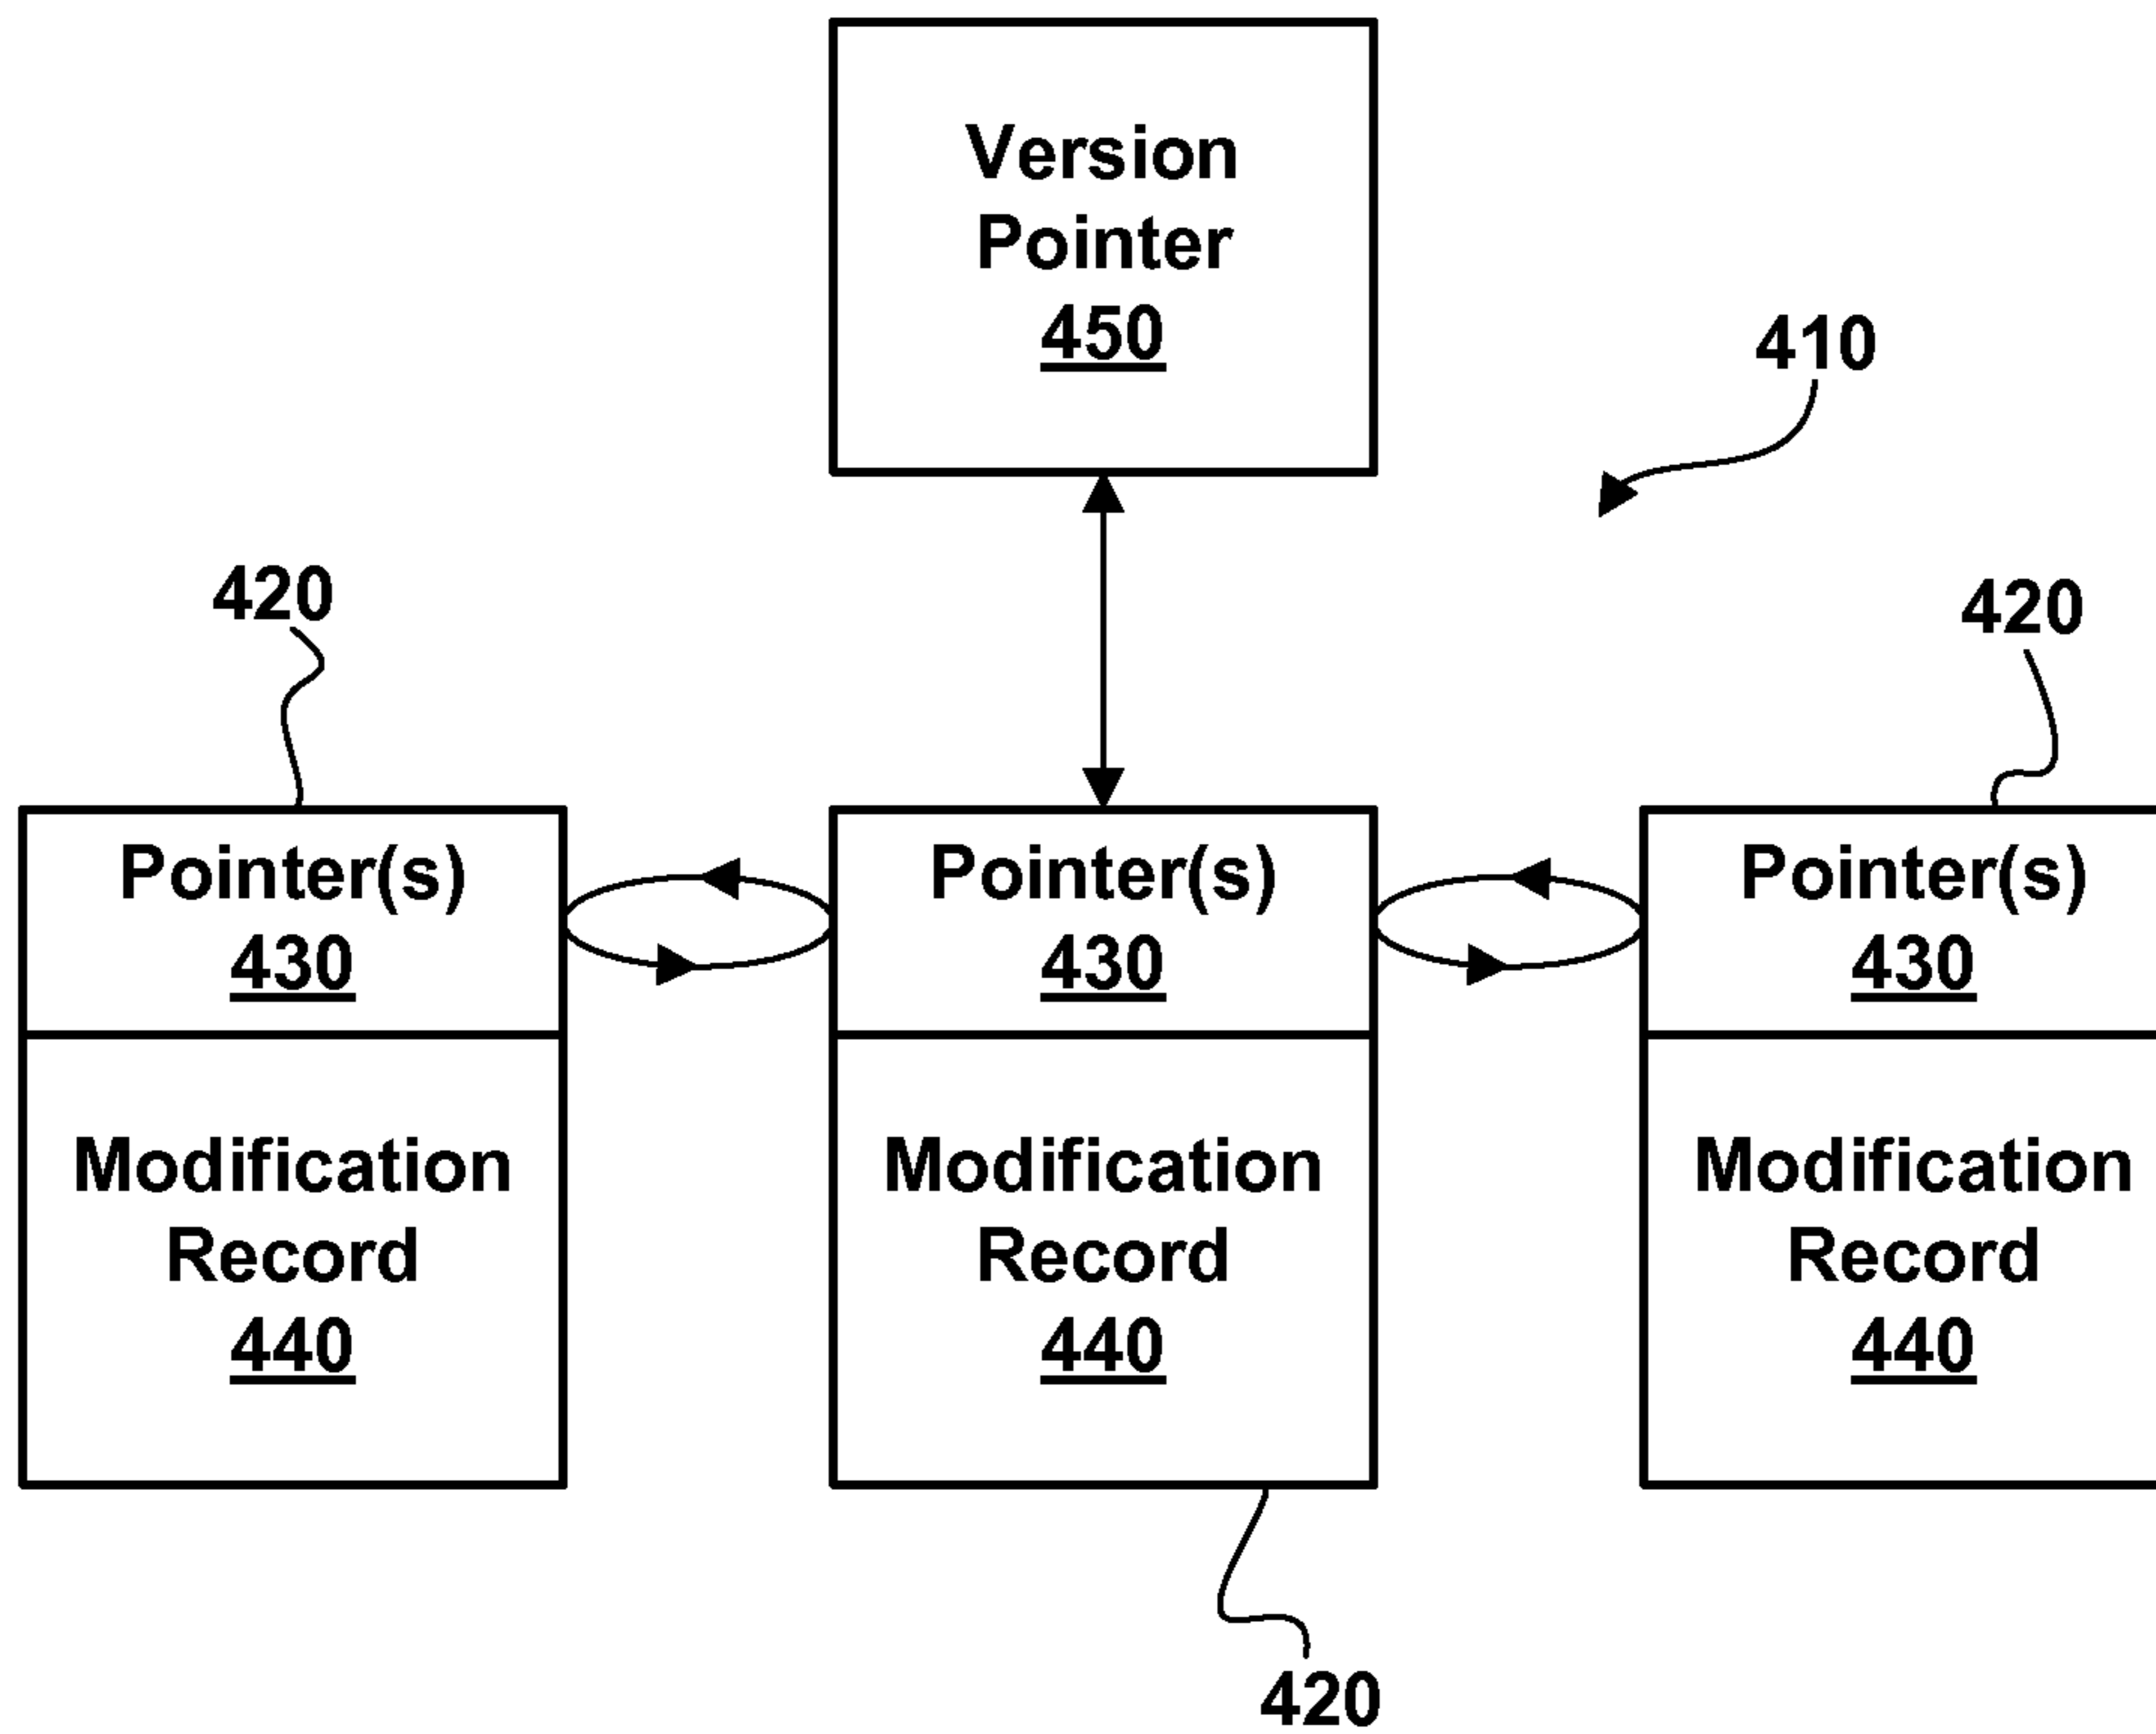 Version
Pointer
450
410
420
420
Pointer(s)
430
Pointer(s)
430
Pointer(s)
430
Modification
Record
440
Modification
Record
440
Modification
Record
440
420